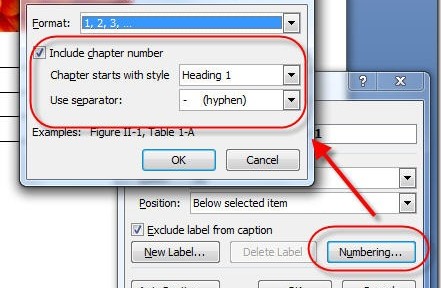 Format: 1, 2, 3, ...
Include chapter number
Chapter starts with style Heading 1
Use separator: - (hyphen)
Examples: Figure II-1, Table 1-A
OK Cancel
1
Position: Below selected item
Exclude label from caption
New Label... Delete Label Numbering...